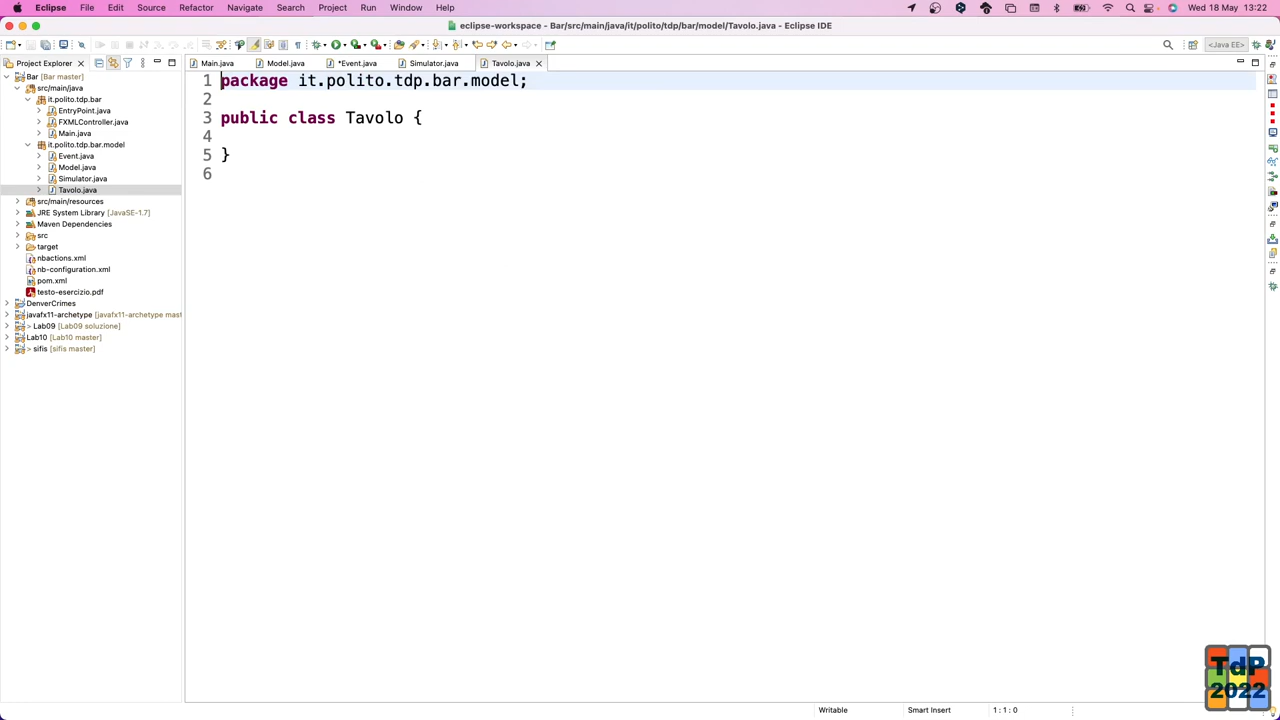 Eclipse File Edit Source Refactor Navigate Search Project Run Window Help Wed 18 May 13:22
eclipse-workspace - Bar/src/main/java/it/polito/tdp/bar/model/Tavolo.java - Eclipse IDE
<Java EE>
Project Explorer
Main.java Model.java *Event.java Simulator.java Tavolo.java
Bar [Bar master]
src/main/java
it.polito.tdp.bar
EntryPoint.java
FXMLController.java
Main.java
it.polito.tdp.bar.model
Event.java
Model.java
Simulator.java
Tavolo.java
src/main/resources
JRE System Library [JavaSE-1.7]
Maven Dependencies
src
target
nbactions.xml
nb-configuration.xml
pom.xml
testo-esercizio.pdf
DenverCrimes
javafx11-archetype [javafx11-archetype mast
> Lab09 [Lab09 soluzione]
Lab10 [Lab10 master]
> sifis [sifis master]
1 package it.polito.tdp.bar.model;
2
3 public class Tavolo {
4
5 }
6
Writable Smart Insert 1 : 1 : 0
TdP
2022